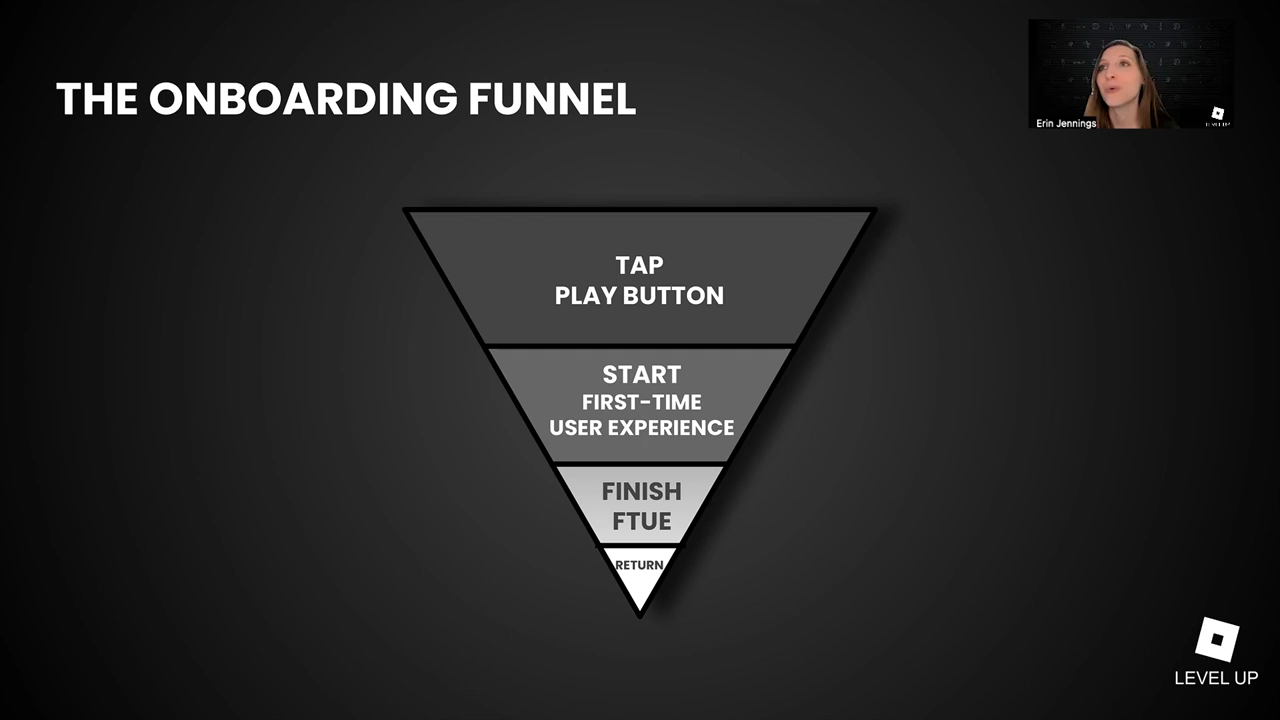 THE ONBOARDING FUNNEL
Erin Jennings
TAP
PLAY BUTTON
START
FIRST-TIME
USER EXPERIENCE
FINISH
FTUE
RETURN
LEVEL UP